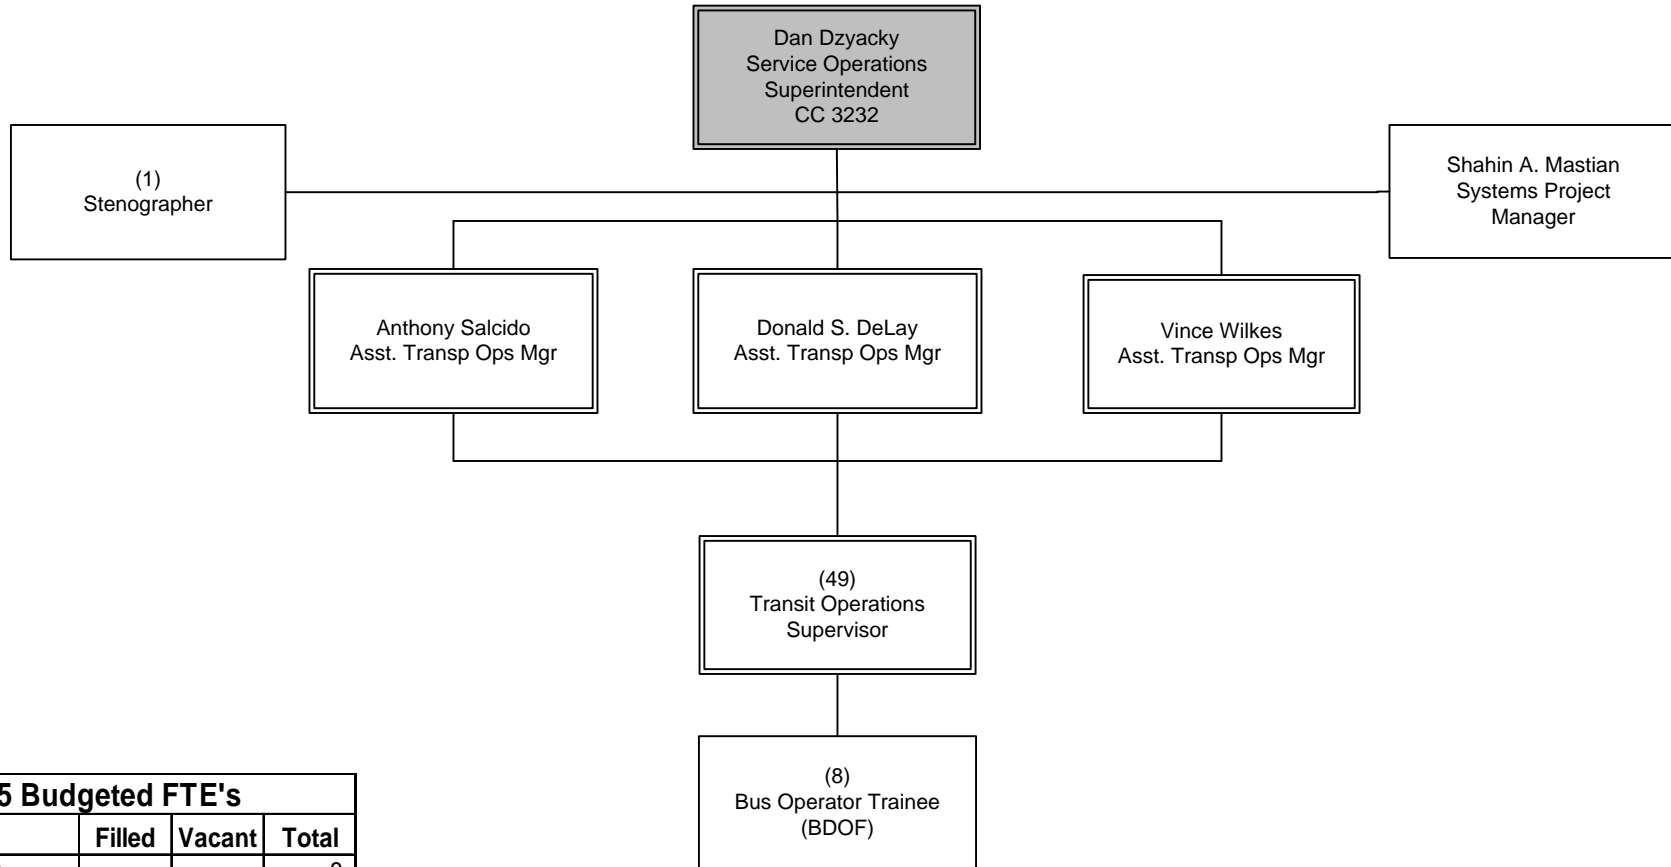 Dan Dzyacky
Service Operations
Superintendent
CC 3232
(1)
Stenographer
Shahin A. Mastian
Systems Project
Manager
Anthony Salcido
Asst. Transp Ops Mgr
Donald S. DeLay
Asst. Transp Ops Mgr
Vince Wilkes
Asst. Transp Ops Mgr
(49)
Transit Operations
Supervisor
(8)
Bus Operator Trainee
(BDOF)
5 Budgeted FTE's
Filled Vacant Total